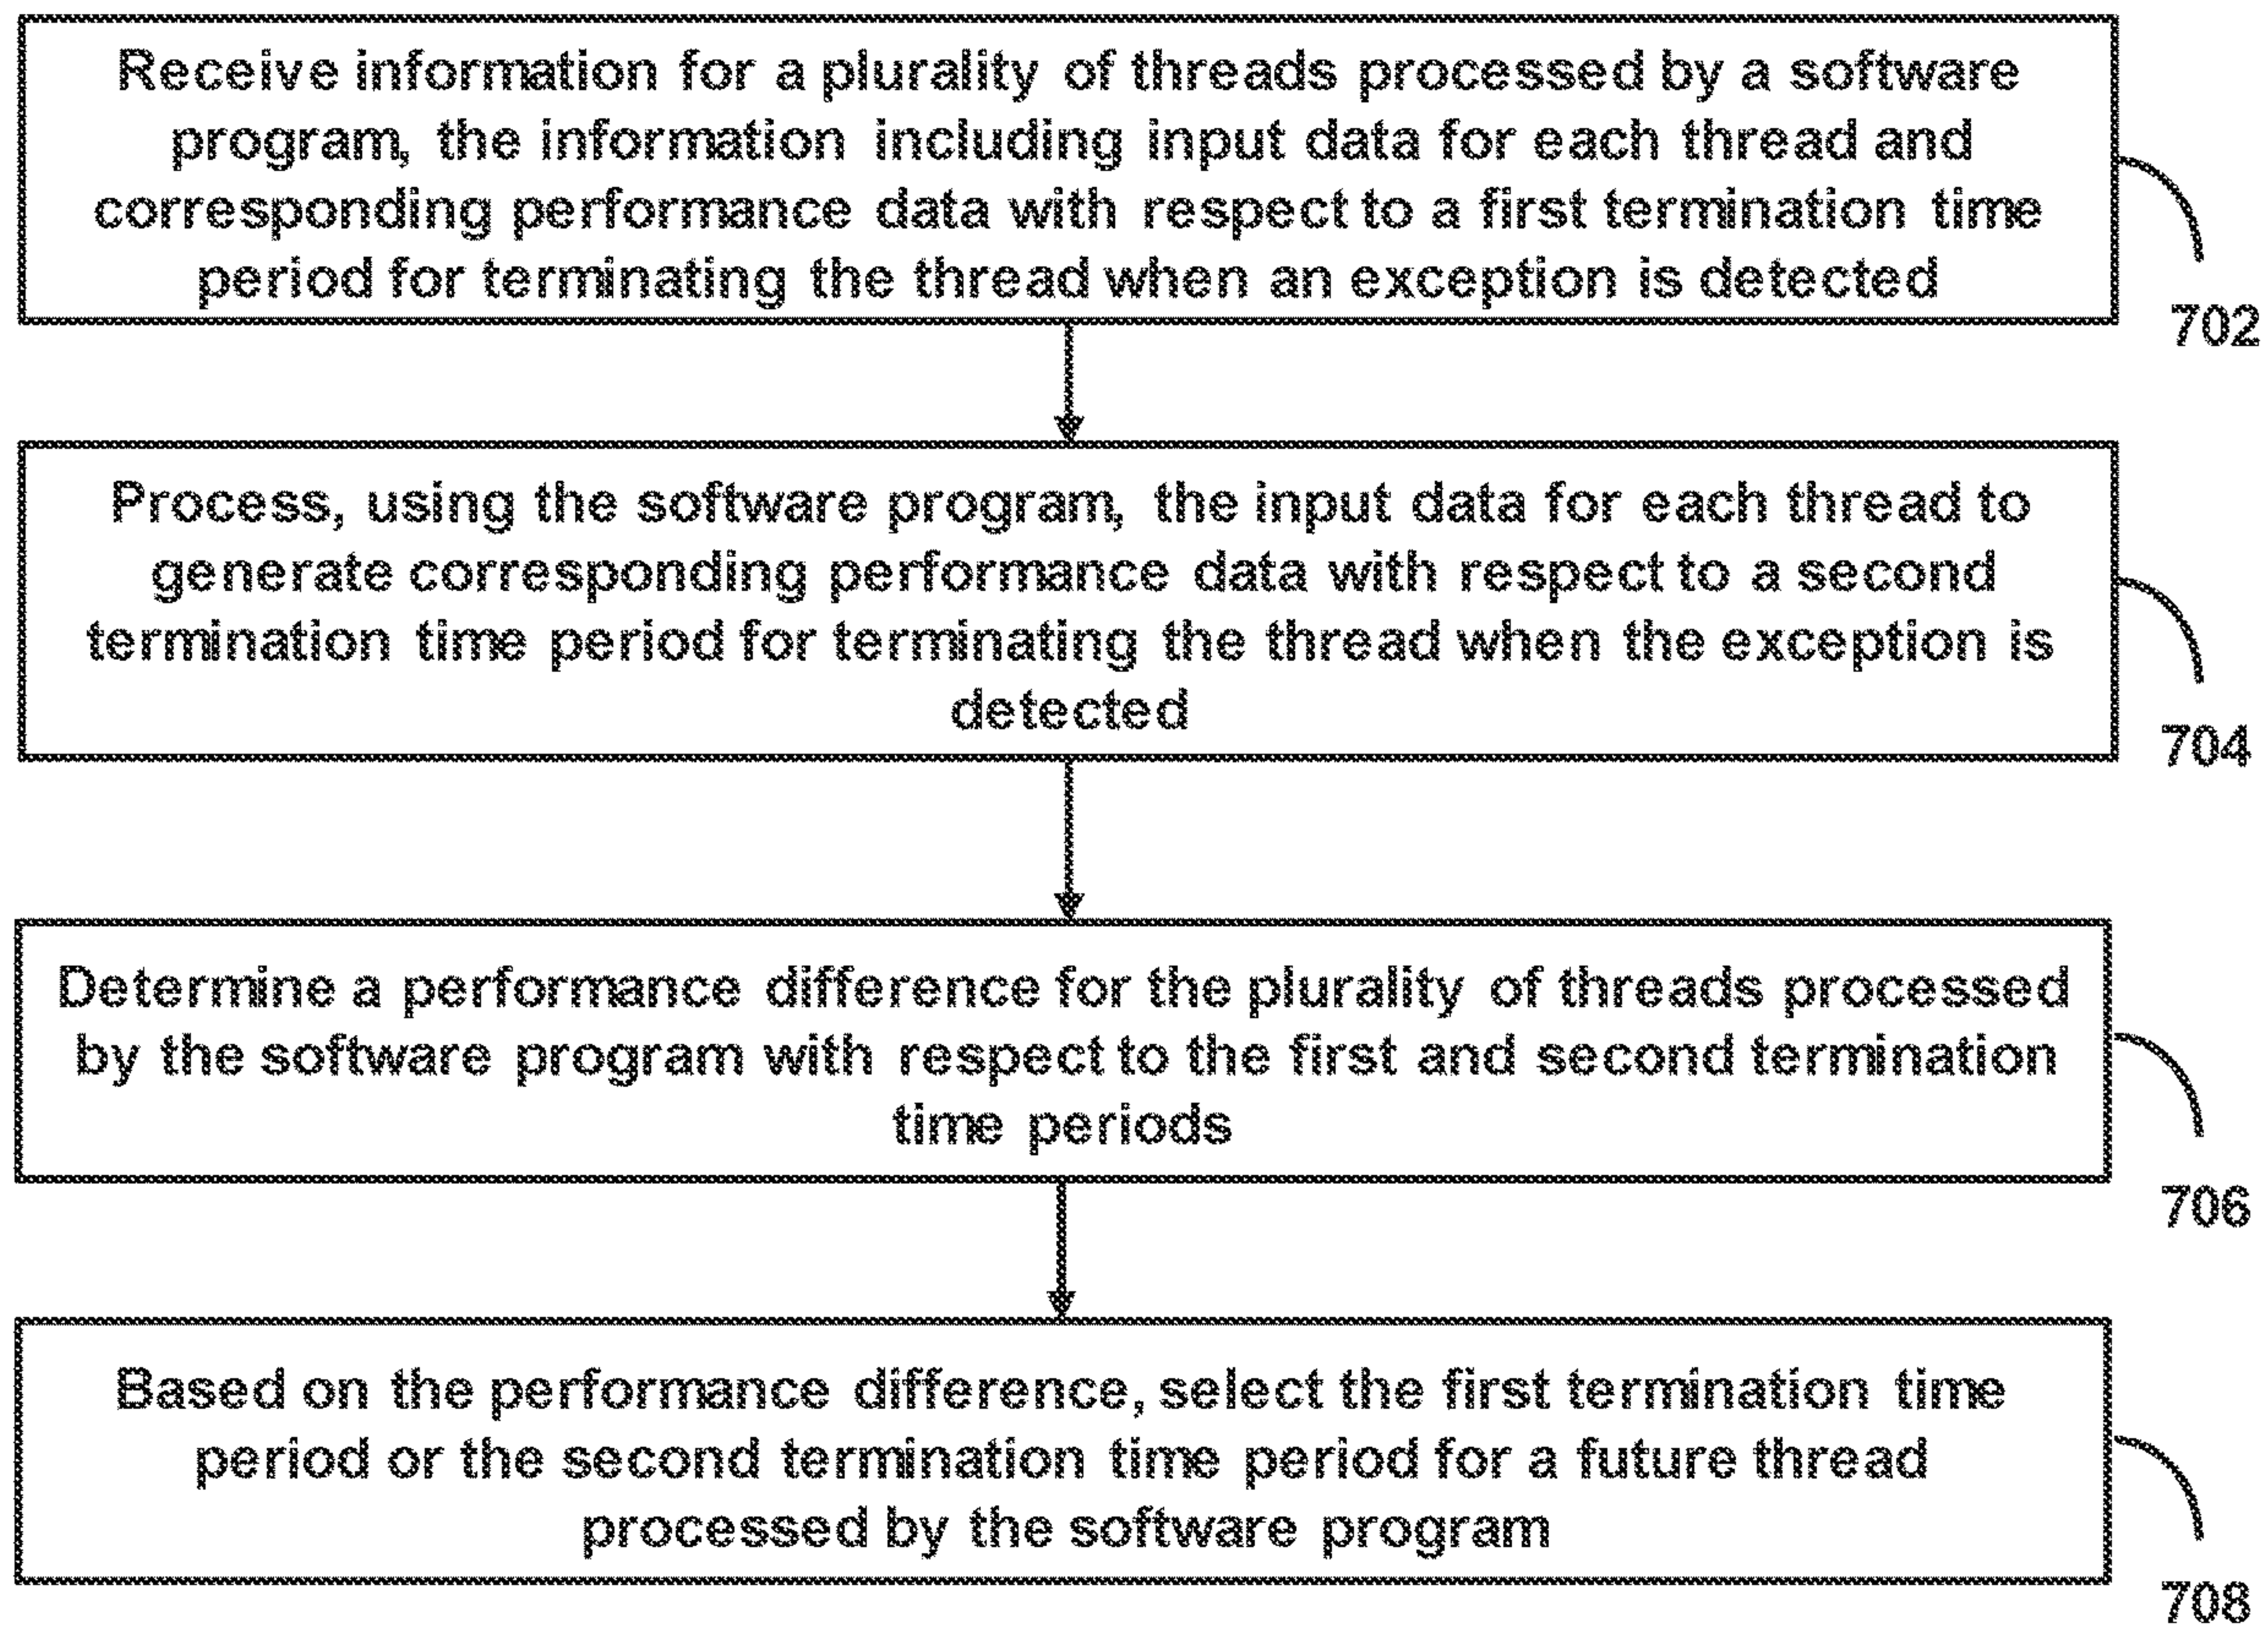 Receive information for a plurality of threads processed by a software
program, the information including input data for each thread and
corresponding performance data with respect to a first termination time
period for terminating the thread when an exception is detected
702
Process, using the software program, the input data for each thread to
generate corresponding performance data with respect to a second
termination time period for terminating the thread when the exception is
detected
704
Determine a performance difference for the plurality of threads processed
by the software program with respect to the first and second termination
time periods
706
Based on the performance difference, select the first termination time
period or the second termination time period for a future thread
processed by the software program
708